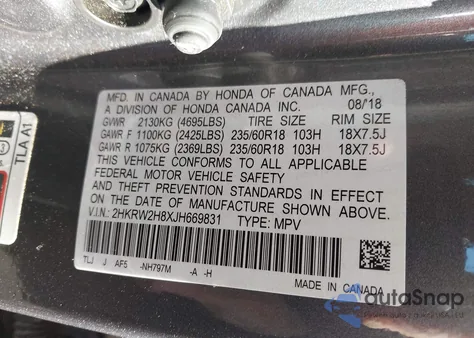 MFD. IN CANADA BY HONDA OF CANADA MFG.,
A DIVISION OF HONDA CANADA INC. 08/18
GVWR 2130KG (4695LBS) TIRE SIZE RIM SIZE
GAWR F 1100KG (2425LBS) 235/60R18 103H 18X7.5J
GAWR R 1075KG (2369LBS) 235/60R18 103H 18X7.5J
THIS VEHICLE CONFORMS TO ALL APPLICABLE
FEDERAL MOTOR VEHICLE SAFETY
AND THEFT PREVENTION STANDARDS IN EFFECT
ON THE DATE OF MANUFACTURE SHOWN ABOVE.
V.I.N.: 2HKRW2H8XJH669831 TYPE: MPV
TLJ J AF5 -NH797M -A -H
MADE IN CANADA
TLA A1
autoSnap